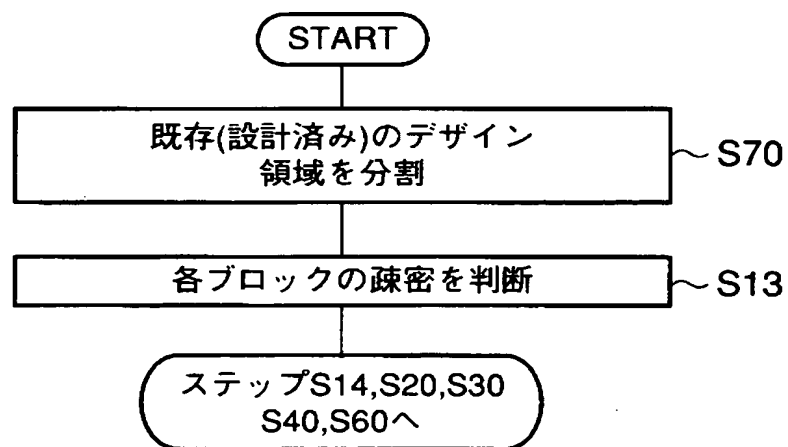 START
既存(設計済み)のデザイン
領域を分割
S70
各ブロックの疎密を判断
S13
ステップS14,S20,S30
S40,S60へ